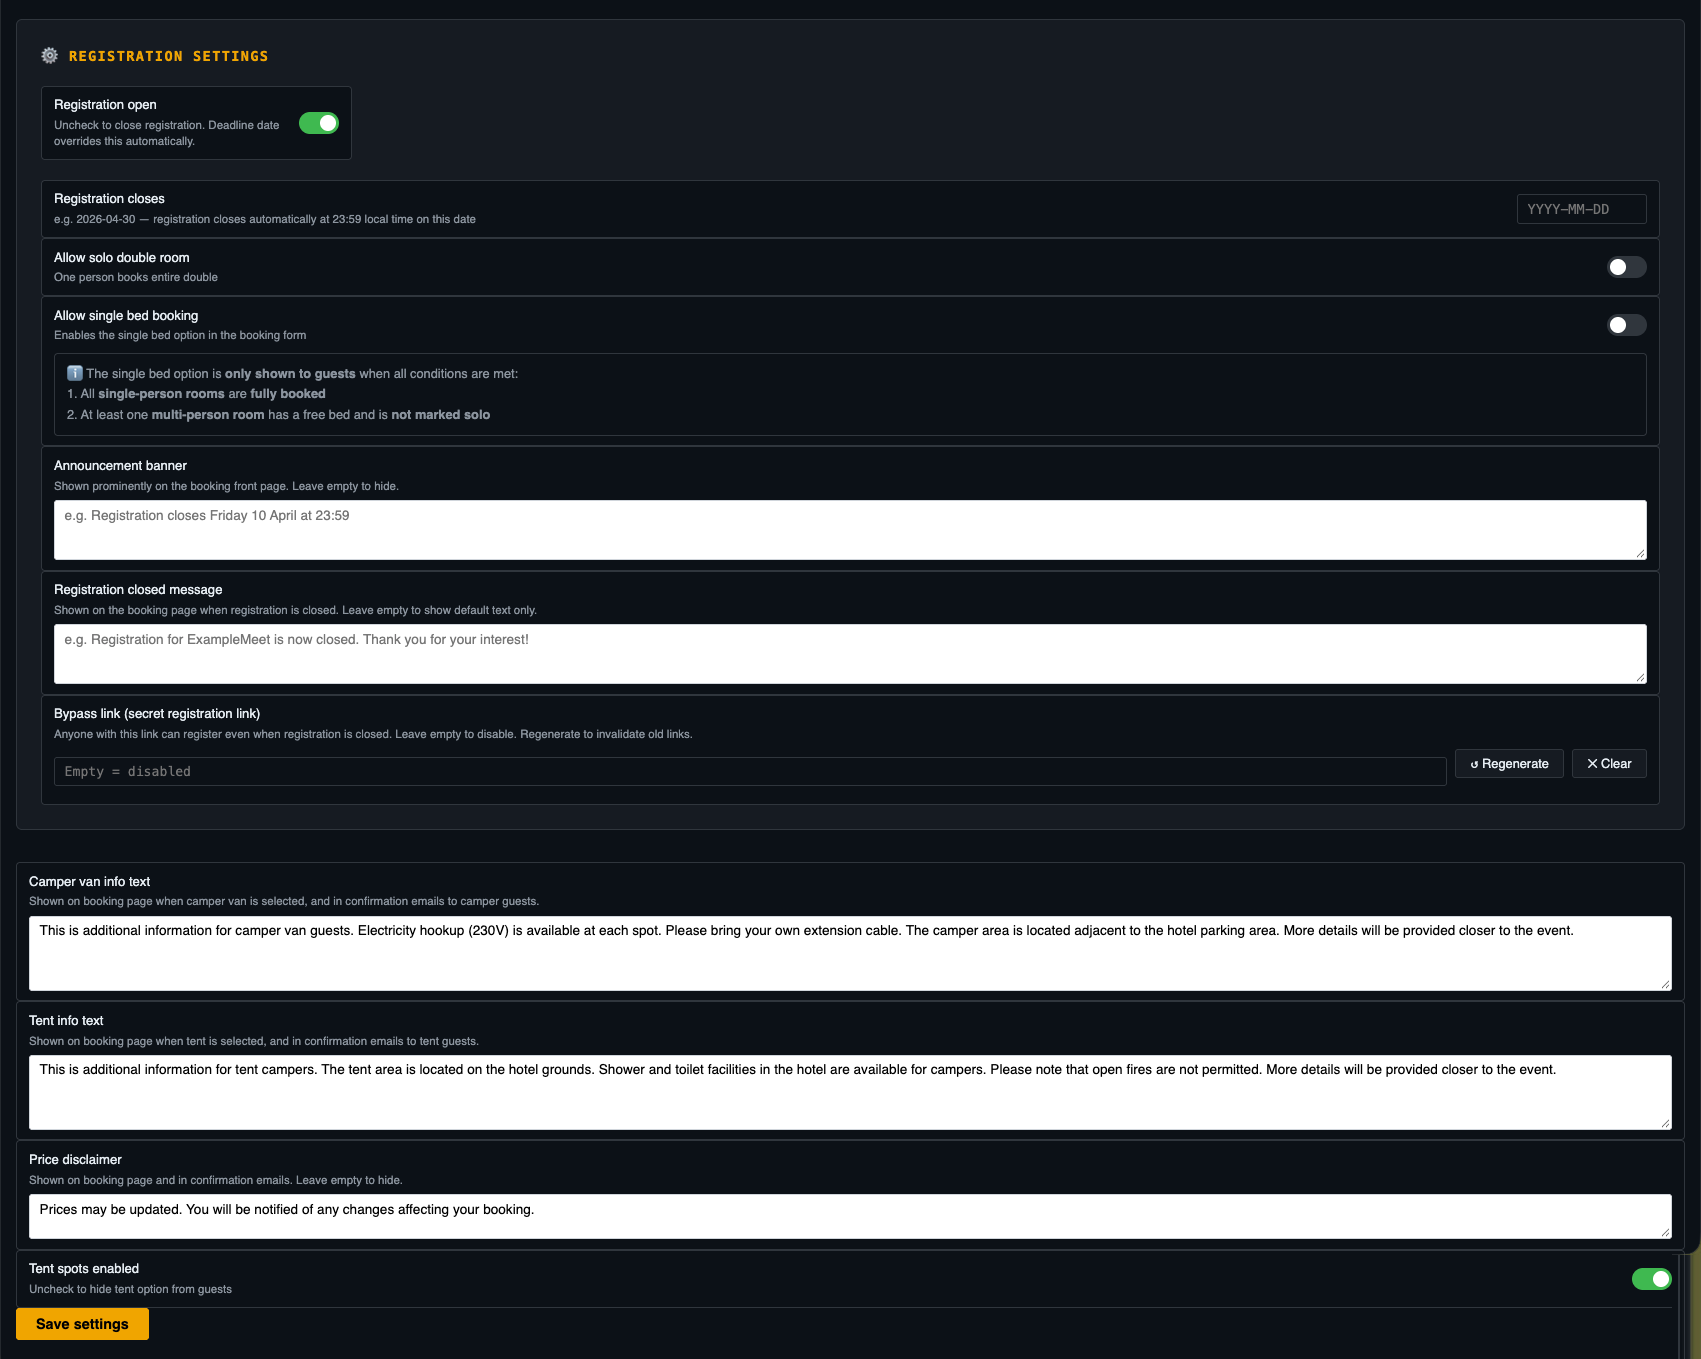 REGISTRATION SETTINGS
Registration open
Uncheck to close registration. Deadline date
overrides this automatically.
Registration closes
e.g. 2026-04-30 — registration closes automatically at 23:59 local time on this date
YYYY-MM-DD
Allow solo double room
One person books entire double
Allow single bed booking
Enables the single bed option in the booking form
ℹ️ The single bed option is only shown to guests when all conditions are met:
1. All single-person rooms are fully booked
2. At least one multi-person room has a free bed and is not marked solo
Announcement banner
Shown prominently on the booking front page. Leave empty to hide.
e.g. Registration closes Friday 10 April at 23:59
Registration closed message
Shown on the booking page when registration is closed. Leave empty to show default text only.
e.g. Registration for ExampleMeet is now closed. Thank you for your interest!
Bypass link (secret registration link)
Anyone with this link can register even when registration is closed. Leave empty to disable. Regenerate to invalidate old links.
Empty = disabled
↺ Regenerate
✕ Clear
Camper van info text
Shown on booking page when camper van is selected, and in confirmation emails to camper guests.
This is additional information for camper van guests. Electricity hookup (230V) is available at each spot. Please bring your own extension cable. The camper area is located adjacent to the hotel parking area. More details will be provided closer to the event.
Tent info text
Shown on booking page when tent is selected, and in confirmation emails to tent guests.
This is additional information for tent campers. The tent area is located on the hotel grounds. Shower and toilet facilities in the hotel are available for campers. Please note that open fires are not permitted. More details will be provided closer to the event.
Price disclaimer
Shown on booking page and in confirmation emails. Leave empty to hide.
Prices may be updated. You will be notified of any changes affecting your booking.
Tent spots enabled
Uncheck to hide tent option from guests
Save settings